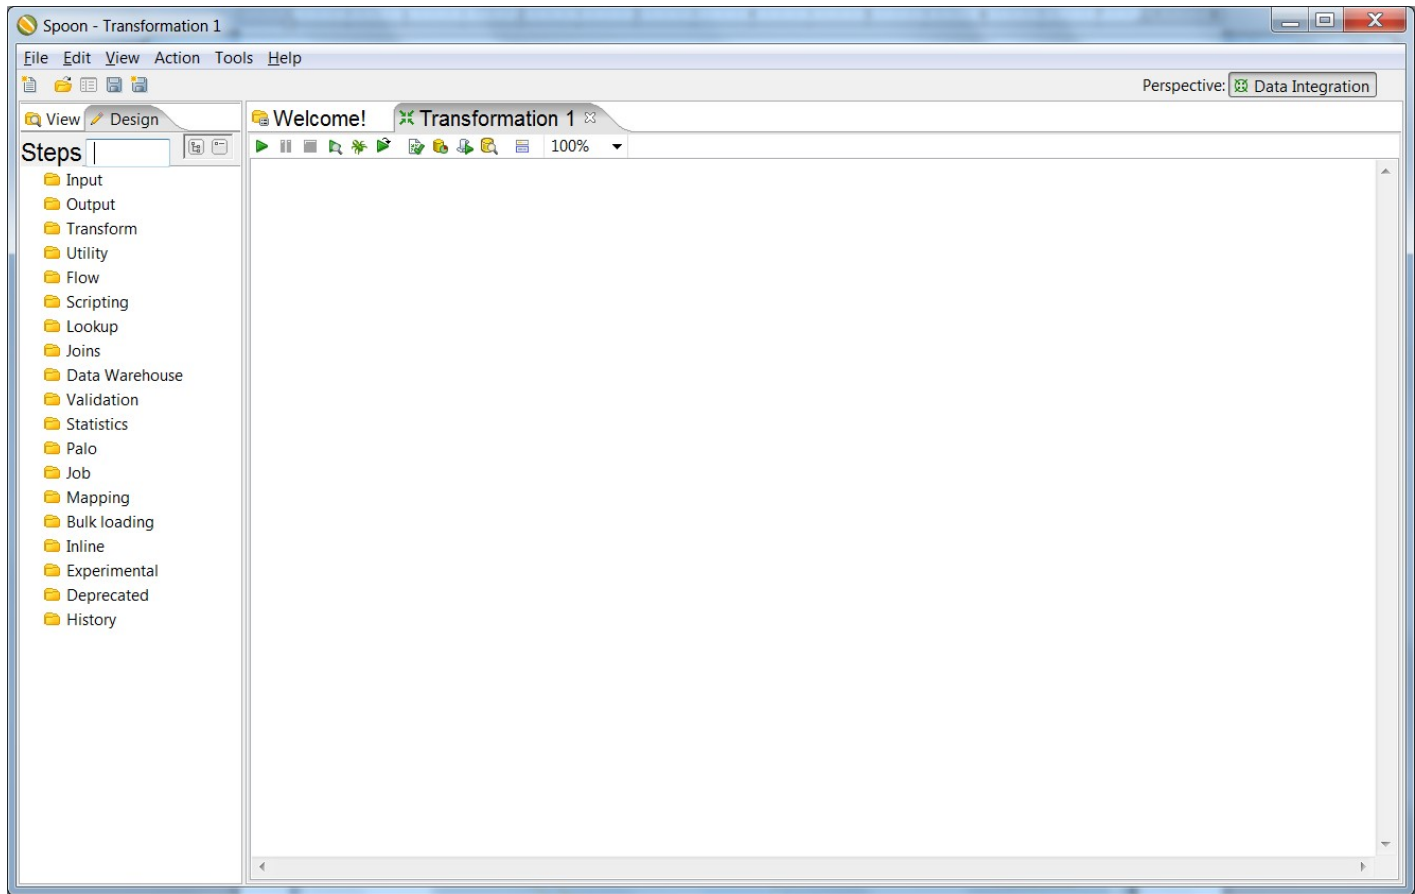 Spoon - Transformation 1
File Edit View Action Tools Help
Perspective: Data Integration
View Design
Welcome! Transformation 1
Steps
100%
Input
Output
Transform
Utility
Flow
Scripting
Lookup
Joins
Data Warehouse
Validation
Statistics
Palo
Job
Mapping
Bulk loading
Inline
Experimental
Deprecated
History